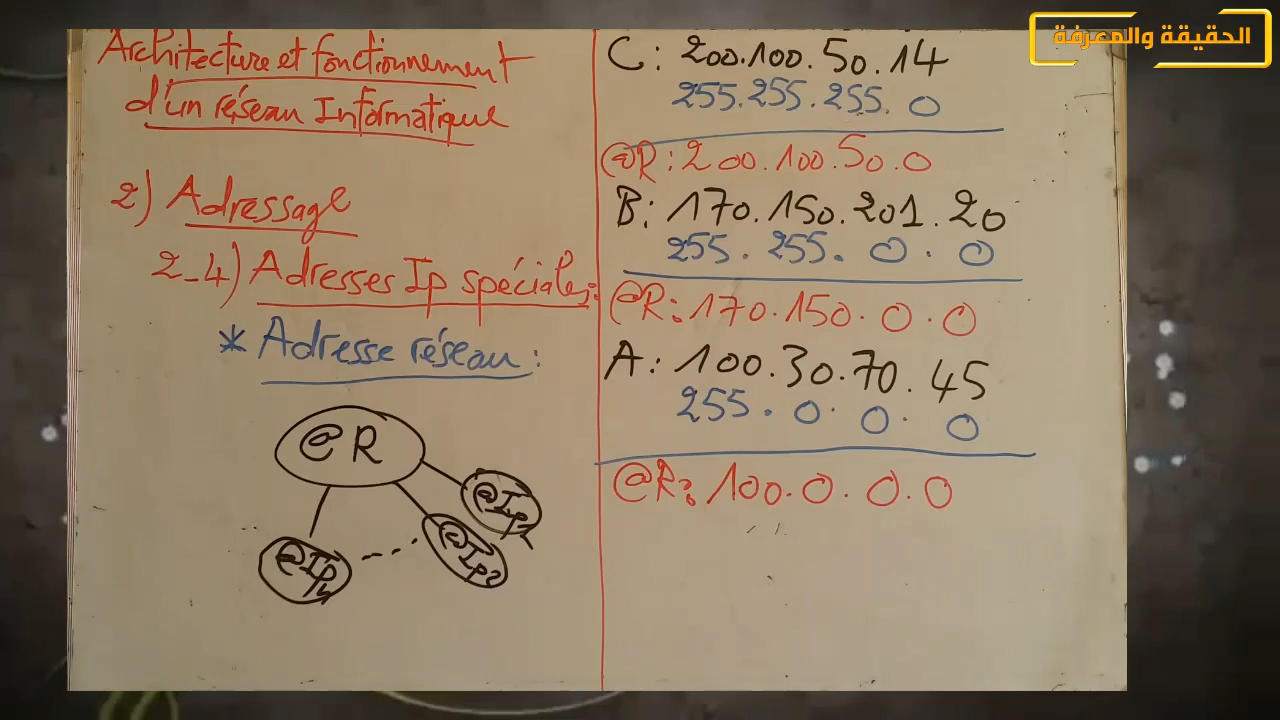 الحقيقة والمعرفة
Architecture et fonctionnement
d'un réseau Informatique
2) Adressage
2-4) Adresses Ip spéciales:
* Adresse réseau:
@R
@Ip1
@Ip2
C: 200.100.50.14
255.255.255.0
@R: 200.100.50.0
B: 170.150.201.20
255.255.0.0
@R: 170.150.0.0
A: 100.30.70.45
255.0.0.0
@R: 100.0.0.0